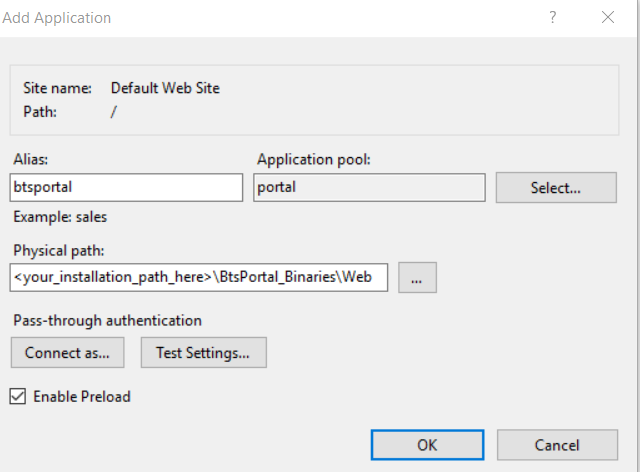 Add Application
?
Site name: Default Web Site
Path: /
Alias: Application pool:
btsportal portal Select...
Example: sales
Physical path:
<your_installation_path_here>\BtsPortal_Binaries\Web ...
Pass-through authentication
Connect as... Test Settings...
Enable Preload
OK Cancel